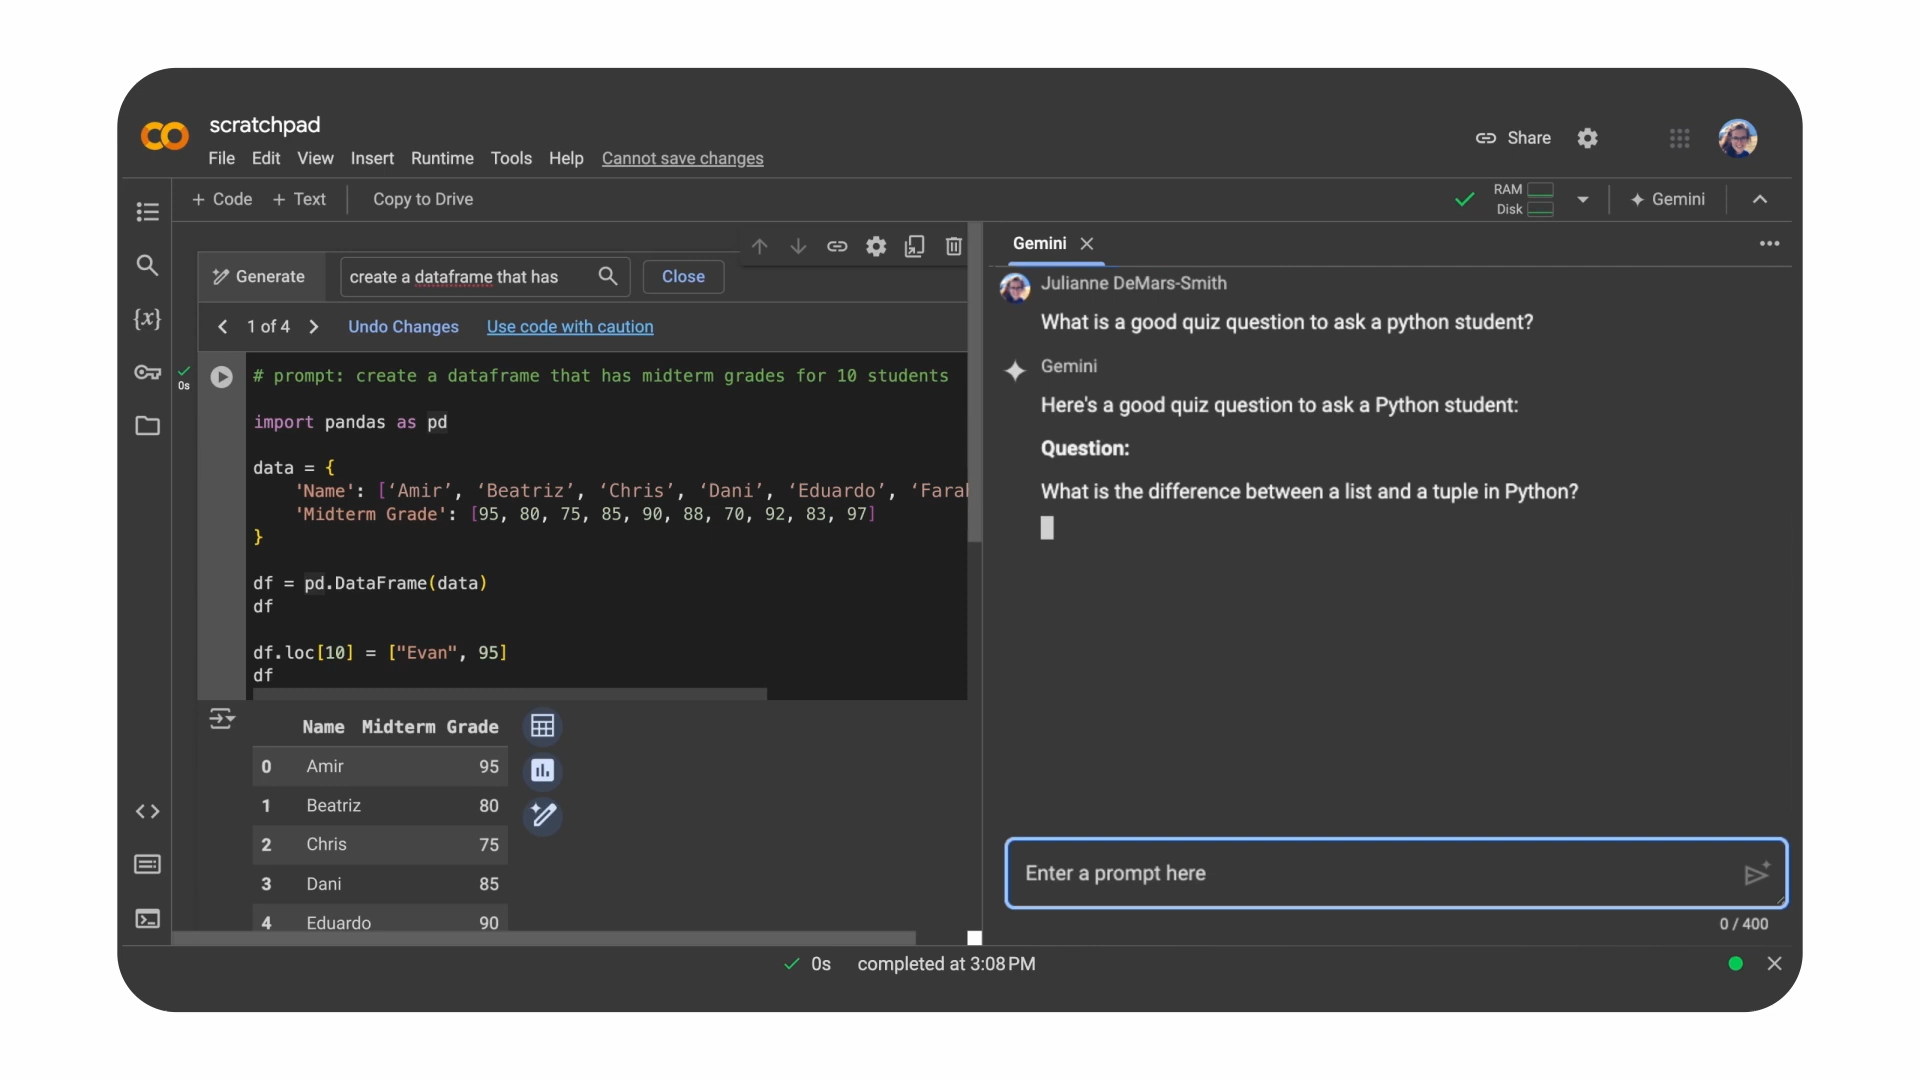 scratchpad
File Edit View Insert Runtime Tools Help Cannot save changes
Share
+ Code + Text Copy to Drive
RAM
Disk
Gemini
Generate
create a dataframe that has
Close
1 of 4
Undo Changes
Use code with caution
0s
# prompt: create a dataframe that has midterm grades for 10 students
import pandas as pd
data = {
'Name': [‘Amir’, ‘Beatriz’, ‘Chris’, ‘Dani’, ‘Eduardo’,
'Midterm Grade': [95, 80, 75, 85, 90, 88, 70, 92, 83, 97]
}
df = pd.DataFrame(data)
df
df.loc[10] = ["Evan", 95]
df
Name Midterm Grade
0 Amir 95
1 Beatriz 80
2 Chris 75
3 Dani 85
4 Eduardo 90
Gemini
Julianne DeMars-Smith
What is a good quiz question to ask a python student?
Gemini
Here's a good quiz question to ask a Python student:
Question:
What is the difference between a list and a tuple in Python?
Enter a prompt here
0 / 400
0s completed at 3:08 PM